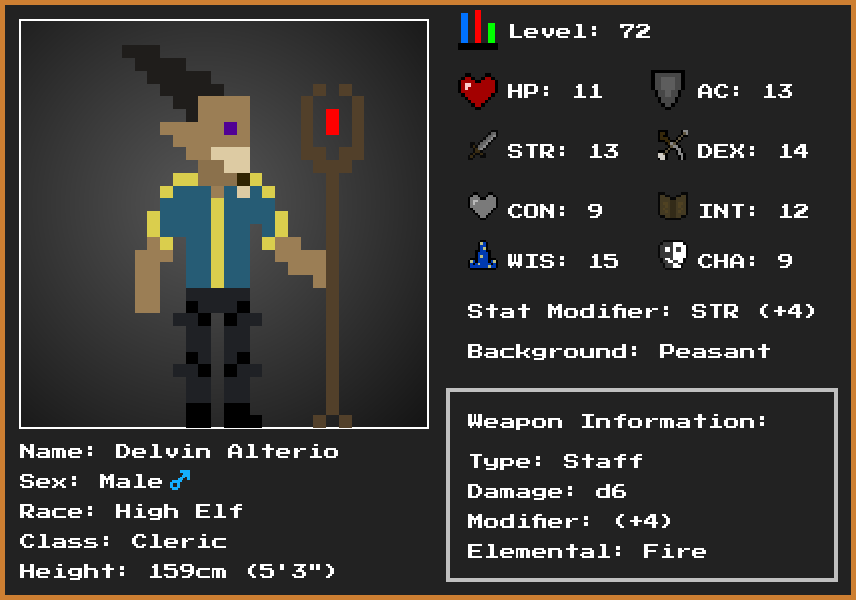 Level: 72
HP: 11 AC: 13
STR: 13 DEX: 14
CON: 9 INT: 12
WIS: 15 CHA: 9
Stat Modifier: STR (+4)
Background: Peasant
Weapon Information:
Type: Staff
Damage: d6
Modifier: (+4)
Elemental: Fire
Name: Delvin Alterio
Sex: Male♂
Race: High Elf
Class: Cleric
Height: 159cm (5'3")